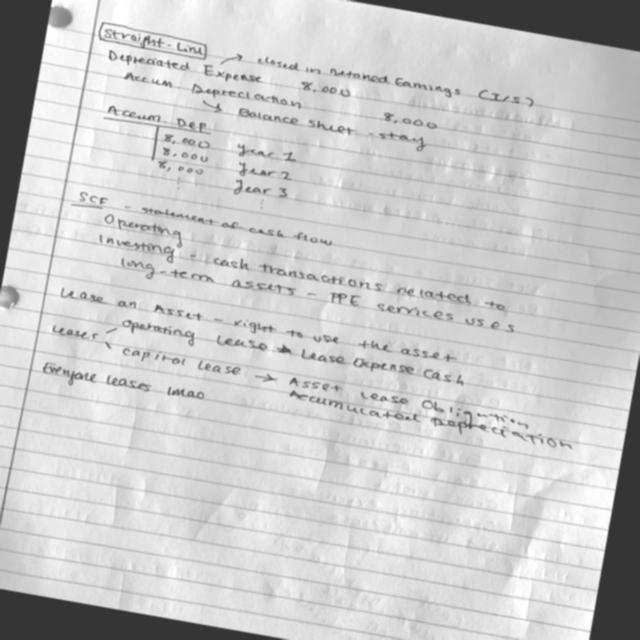 Straight-Line
→ closed in Retained Earnings (I/S)
Depreciated Expense 8,000
Accum. Depreciation 8,000
↳ Balance Sheet - stay
Accum. Dep.
8,000 Year 1
8,000 Year 2
8,000 Year 3
SCF - statement of cash flow
Operating
Investing - cash transactions related to
long-term assets - PPE services uses
Lease an Asset - right to use the asset
Operating Lease → Lease Expense Cash
Leaser
capital lease → Asset Lease Obligation
Accumulated Depreciation
leases lmao